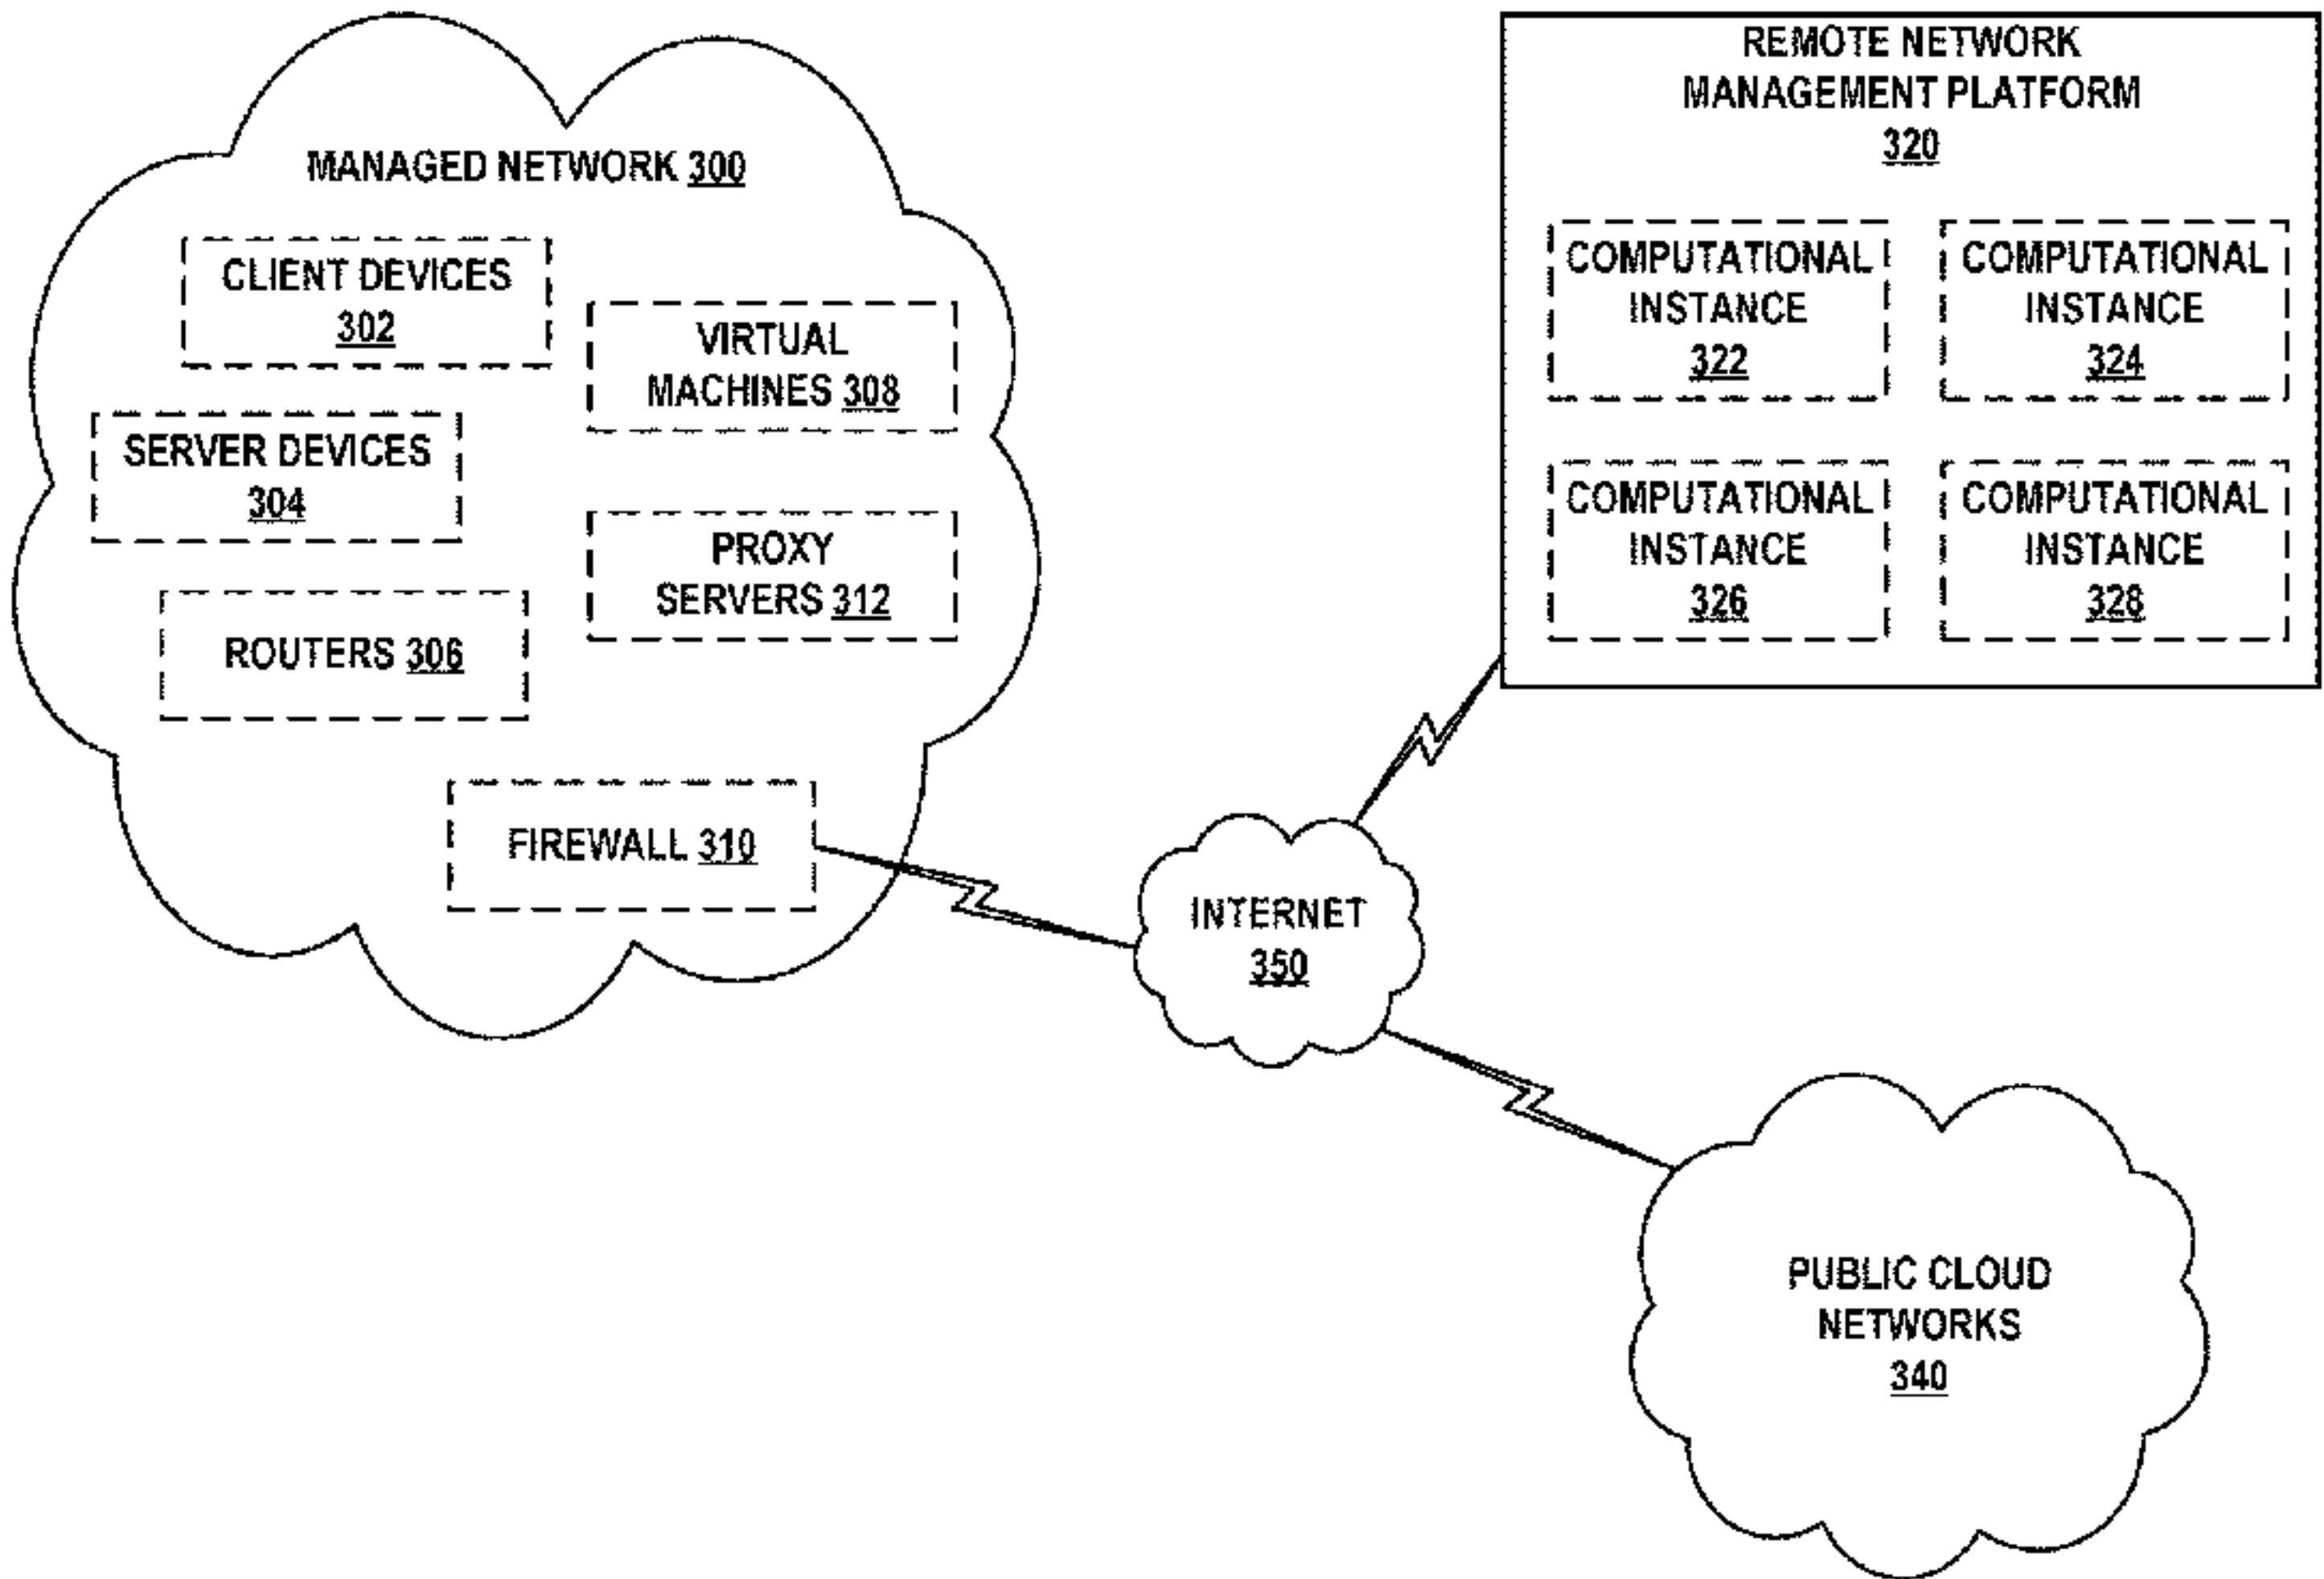 MANAGED NETWORK 300
CLIENT DEVICES
302
VIRTUAL
MACHINES 308
SERVER DEVICES
304
PROXY
SERVERS 312
ROUTERS 306
FIREWALL 310
REMOTE NETWORK
MANAGEMENT PLATFORM
320
COMPUTATIONAL
INSTANCE
322
COMPUTATIONAL
INSTANCE
324
COMPUTATIONAL
INSTANCE
326
COMPUTATIONAL
INSTANCE
328
INTERNET
350
PUBLIC CLOUD
NETWORKS
340